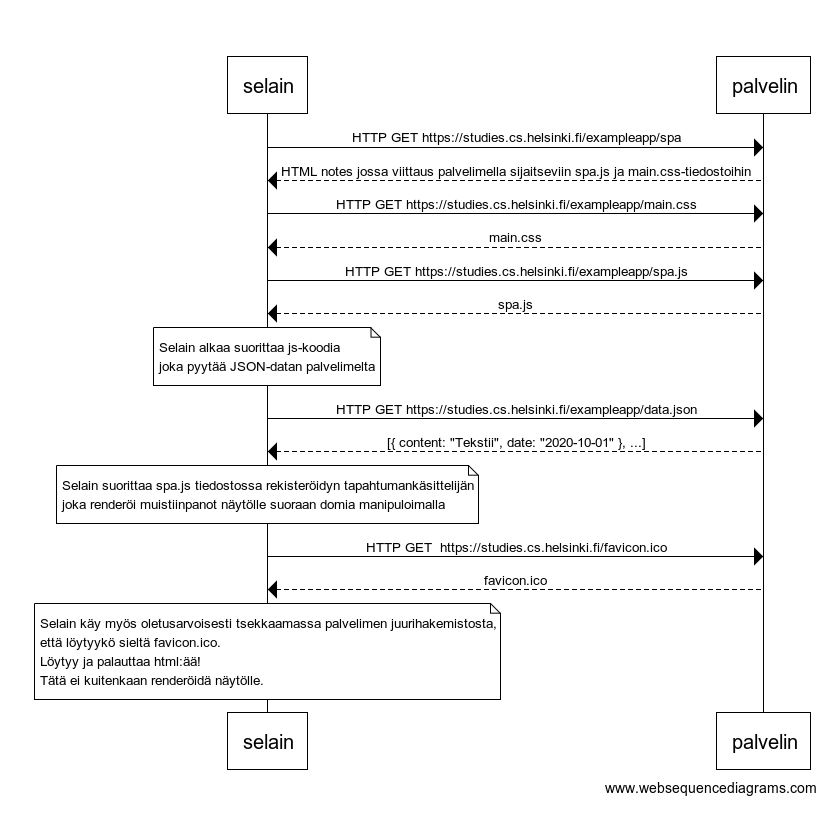 selain
palvelin
HTTP GET https://studies.cs.helsinki.fi/exampleapp/spa
HTML notes jossa viittaus palvelimella sijaitseviin spa.js ja main.css-tiedostoihin
HTTP GET https://studies.cs.helsinki.fi/exampleapp/main.css
main.css
HTTP GET https://studies.cs.helsinki.fi/exampleapp/spa.js
spa.js
Selain alkaa suorittaa js-koodia
joka pyytää JSON-datan palvelimelta
HTTP GET https://studies.cs.helsinki.fi/exampleapp/data.json
[{ content: "Tekstii", date: "2020-10-01" }, ...]
Selain suorittaa spa.js tiedostossa rekisteröidyn tapahtumankäsittelijän
joka renderöi muistiinpanot näytölle suoraan domia manipuloimalla
HTTP GET  https://studies.cs.helsinki.fi/favicon.ico
favicon.ico
Selain käy myös oletusarvoisesti tsekkaamassa palvelimen juurihakemistosta,
että löytyykö sieltä favicon.ico.
Löytyy ja palauttaa html:ää!
Tätä ei kuitenkaan renderöidä näytölle.
selain
palvelin
www.websequencediagrams.com